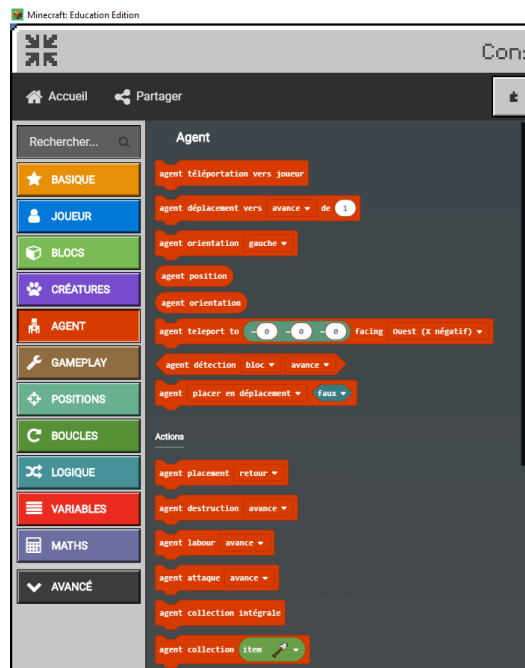 Minecraft: Education Edition
Cons
Accueil
Partager
Rechercher...
BASIQUE
JOUEUR
BLOCS
CRÉATURES
AGENT
GAMEPLAY
POSITIONS
BOUCLES
LOGIQUE
VARIABLES
MATHS
AVANCÉ
Agent
agent téléportation vers joueur
agent déplacement vers avance de 1
agent orientation gauche
agent position
agent orientation
agent teleport to ~0 ~0 ~0 facing Ouest (X négatif)
agent détection bloc avance
agent placer en déplacement faux
Actions
agent placement retour
agent destruction avance
agent labour avance
agent attaque avance
agent collection intégrale
agent collection item